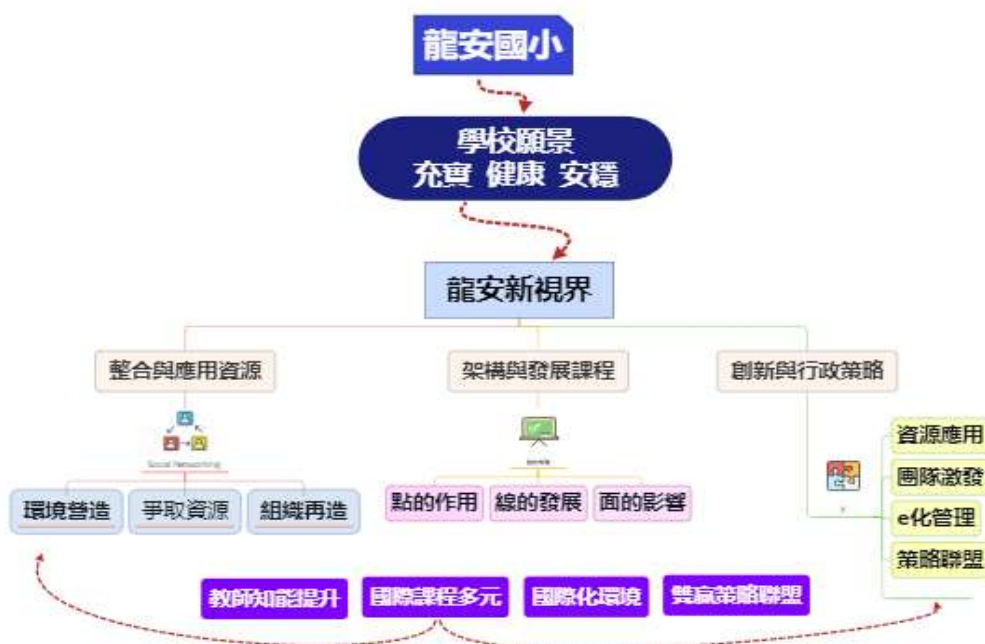 龍安國小
學校願景
充實 健康 安穩
龍安新視界
整合與應用資源
架構與發展課程
創新與行政策略
Social Networking
環境營造
爭取資源
組織再造
點的作用
線的發展
面的影響
資源應用
團隊激發
e化管理
策略聯盟
教師知能提升
國際課程多元
國際化環境
雙贏策略聯盟